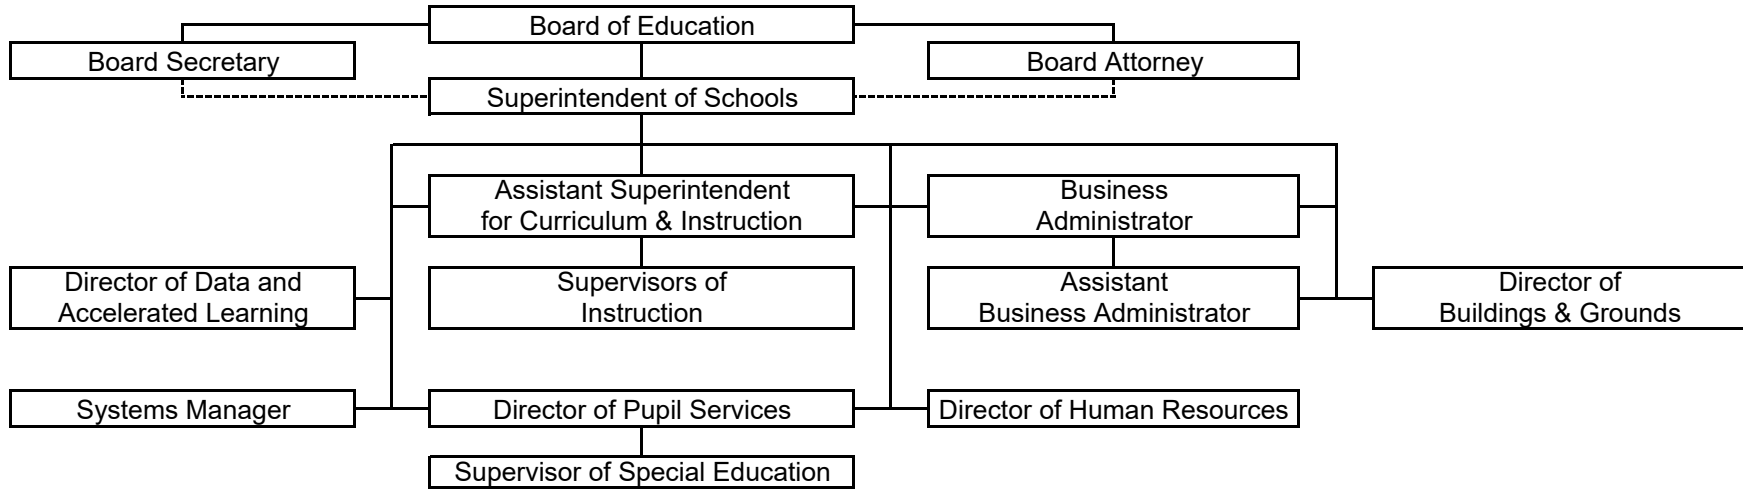 Board of Education
Board Secretary
Board Attorney
Superintendent of Schools
Assistant Superintendent
for Curriculum & Instruction
Business
Administrator
Director of Data and
Accelerated Learning
Supervisors of
Instruction
Assistant
Business Administrator
Director of
Buildings & Grounds
Systems Manager
Director of Pupil Services
Director of Human Resources
Supervisor of Special Education